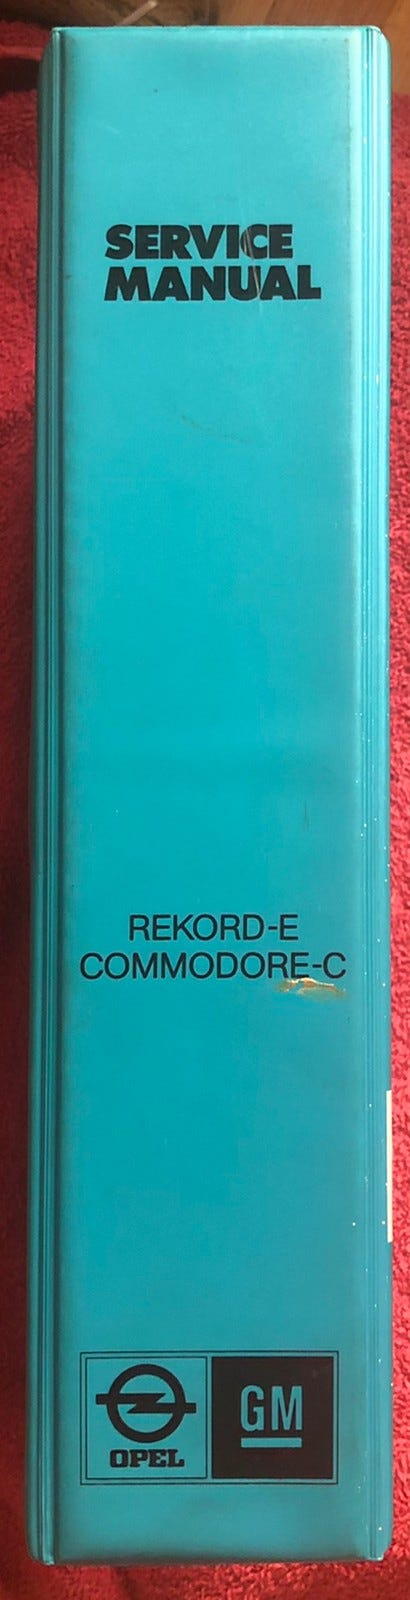 SERVICE
MANUAL
REKORD-E
COMMODORE-C
OPEL
GM